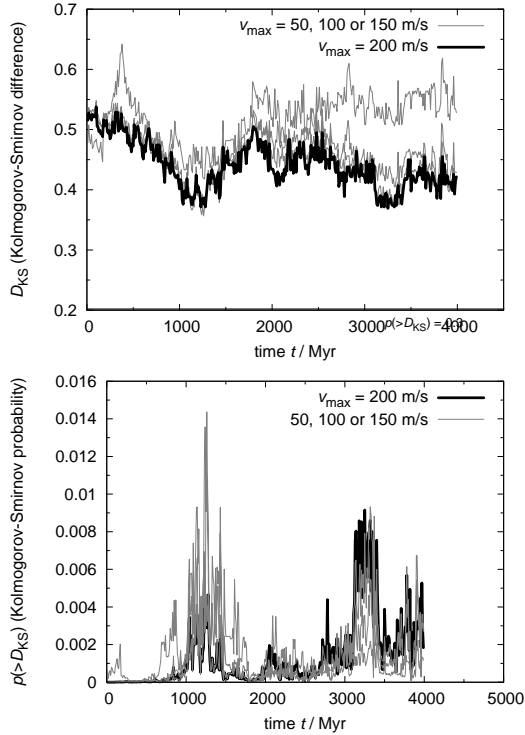 0.7
v_max = 50, 100 or 150 m/s
v_max = 200 m/s
0.6
0.5
0.4
0.3
0.2
D_KS (Kolmogorov-Smirnov difference)
0 1000 2000 3000 4000
p(>D_KS) =
time t / Myr
0.016
v_max = 200 m/s
50, 100 or 150 m/s
0.014
0.012
0.01
0.008
0.006
0.004
0.002
0
p(>D_KS) (Kolmogorov-Smirnov probability)
0 1000 2000 3000 4000 5000
time t / Myr